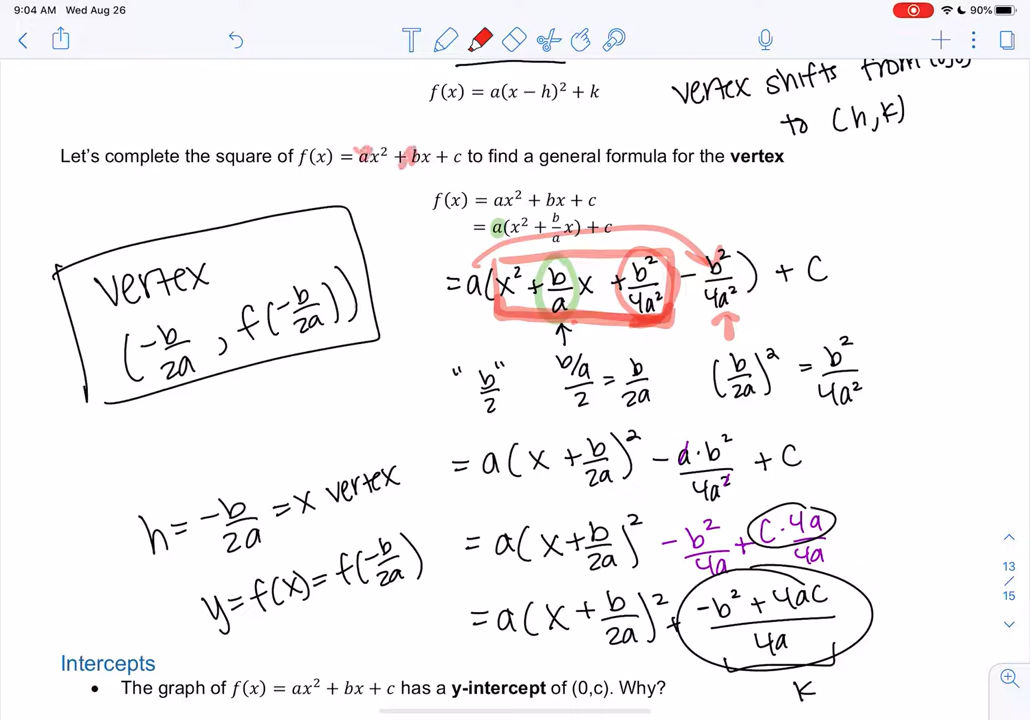 9:04 AM Wed Aug 26
90%
f(x) = a(x − h)² + k
vertex shifts from
to (h, k)
Let's complete the square of f(x) = ax² + bx + c to find a general formula for the vertex
f(x) = ax² + bx + c
= a(x² + b/a x) + c
= a(x² + b/a x + b²/4a² − b²/4a²) + C
vertex
(−b/2a , f(−b/2a))
"b/2"
b/a/2 = b/2a
(b/2a)² = b²/4a²
= a(x + b/2a)² − a·b²/4a² + C
h = −b/2a = x vertex
= a(x + b/2a)² − b²/4a + C·4a/4a
y = f(x) = f(−b/2a)
= a(x + b/2a)² + −b² + 4ac/4a
K
Intercepts
• The graph of f(x) = ax² + bx + c has a y-intercept of (0,c). Why?
13
/
15